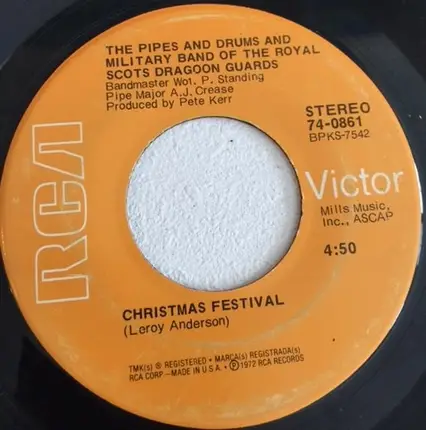 THE PIPES AND DRUMS AND
MILITARY BAND OF THE ROYAL
SCOTS DRAGOON GUARDS
Bandmaster Wot. P. Standing
Pipe Major A.J. Crease
Produced by Pete Kerr
STEREO
74-0861
BPKS-7542
RCA
Victor
Mills Music,
Inc., ASCAP
4:50
CHRISTMAS FESTIVAL
(Leroy Anderson)
TMK(s) ® REGISTERED • MARCA(s) REGISTRADA(s)
RCA CORP.-MADE IN U.S.A. • ℗ 1972 RCA RECORDS